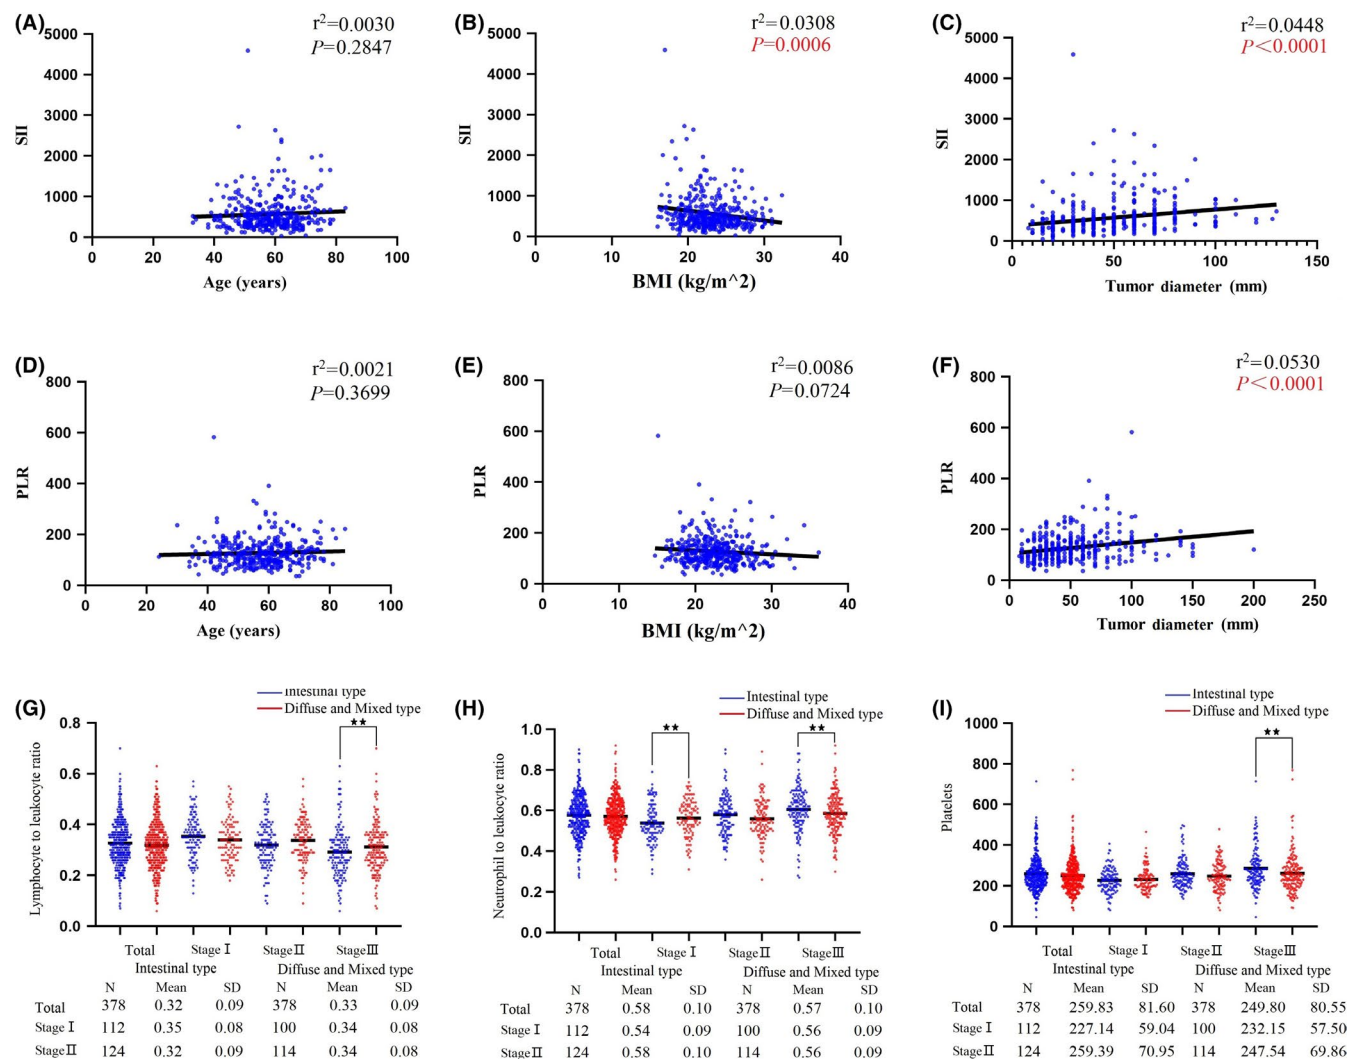 (A)
r²=0.0030
P=0.2847
5000
4000
3000
2000
1000
0
SII
0 20 40 60 80 100
Age (years)
(B)
r²=0.0308
P=0.0006
5000
4000
3000
2000
1000
0
SII
0 10 20 30 40
BMI (kg/m^2)
(C)
r²=0.0448
P<0.0001
5000
4000
3000
2000
1000
0
SII
0 50 100 150
Tumor diameter (mm)
(D)
r²=0.0021
P=0.3699
800
600
400
200
0
PLR
0 20 40 60 80 100
Age (years)
(E)
r²=0.0086
P=0.0724
800
600
400
200
0
PLR
0 10 20 30 40
BMI (kg/m^2)
(F)
r²=0.0530
P<0.0001
800
600
400
200
0
PLR
0 50 100 150 200 250
Tumor diameter (mm)
(G)
Intestinal type
Diffuse and Mixed type
★★
0.8
0.6
0.4
0.2
0.0
Lymphocyte to leukocyte ratio
Total Stage Ⅰ Stage Ⅱ Stage Ⅲ
Intestinal type Diffuse and Mixed type
N Mean SD N Mean SD
Total 378 0.32 0.09 378 0.33 0.09
Stage Ⅰ 112 0.35 0.08 100 0.34 0.08
Stage Ⅱ 124 0.32 0.09 114 0.34 0.08
(H)
Intestinal type
Diffuse and Mixed type
★★ ★★
1.0
0.8
0.6
0.4
0.2
0.0
Neutrophil to leukocyte ratio
Total Stage Ⅰ Stage Ⅱ Stage Ⅲ
Intestinal type Diffuse and Mixed type
N Mean SD N Mean SD
Total 378 0.58 0.10 378 0.57 0.10
Stage Ⅰ 112 0.54 0.09 100 0.56 0.09
Stage Ⅱ 124 0.58 0.10 114 0.56 0.09
(I)
Intestinal type
Diffuse and Mixed type
★★
1000
800
600
400
200
0
Platelets
Total Stage Ⅰ Stage Ⅱ Stage Ⅲ
Intestinal type Diffuse and Mixed type
N Mean SD N Mean SD
Total 378 259.83 81.60 378 249.80 80.55
Stage Ⅰ 112 227.14 59.04 100 232.15 57.50
Stage Ⅱ 124 259.39 70.95 114 247.54 69.86